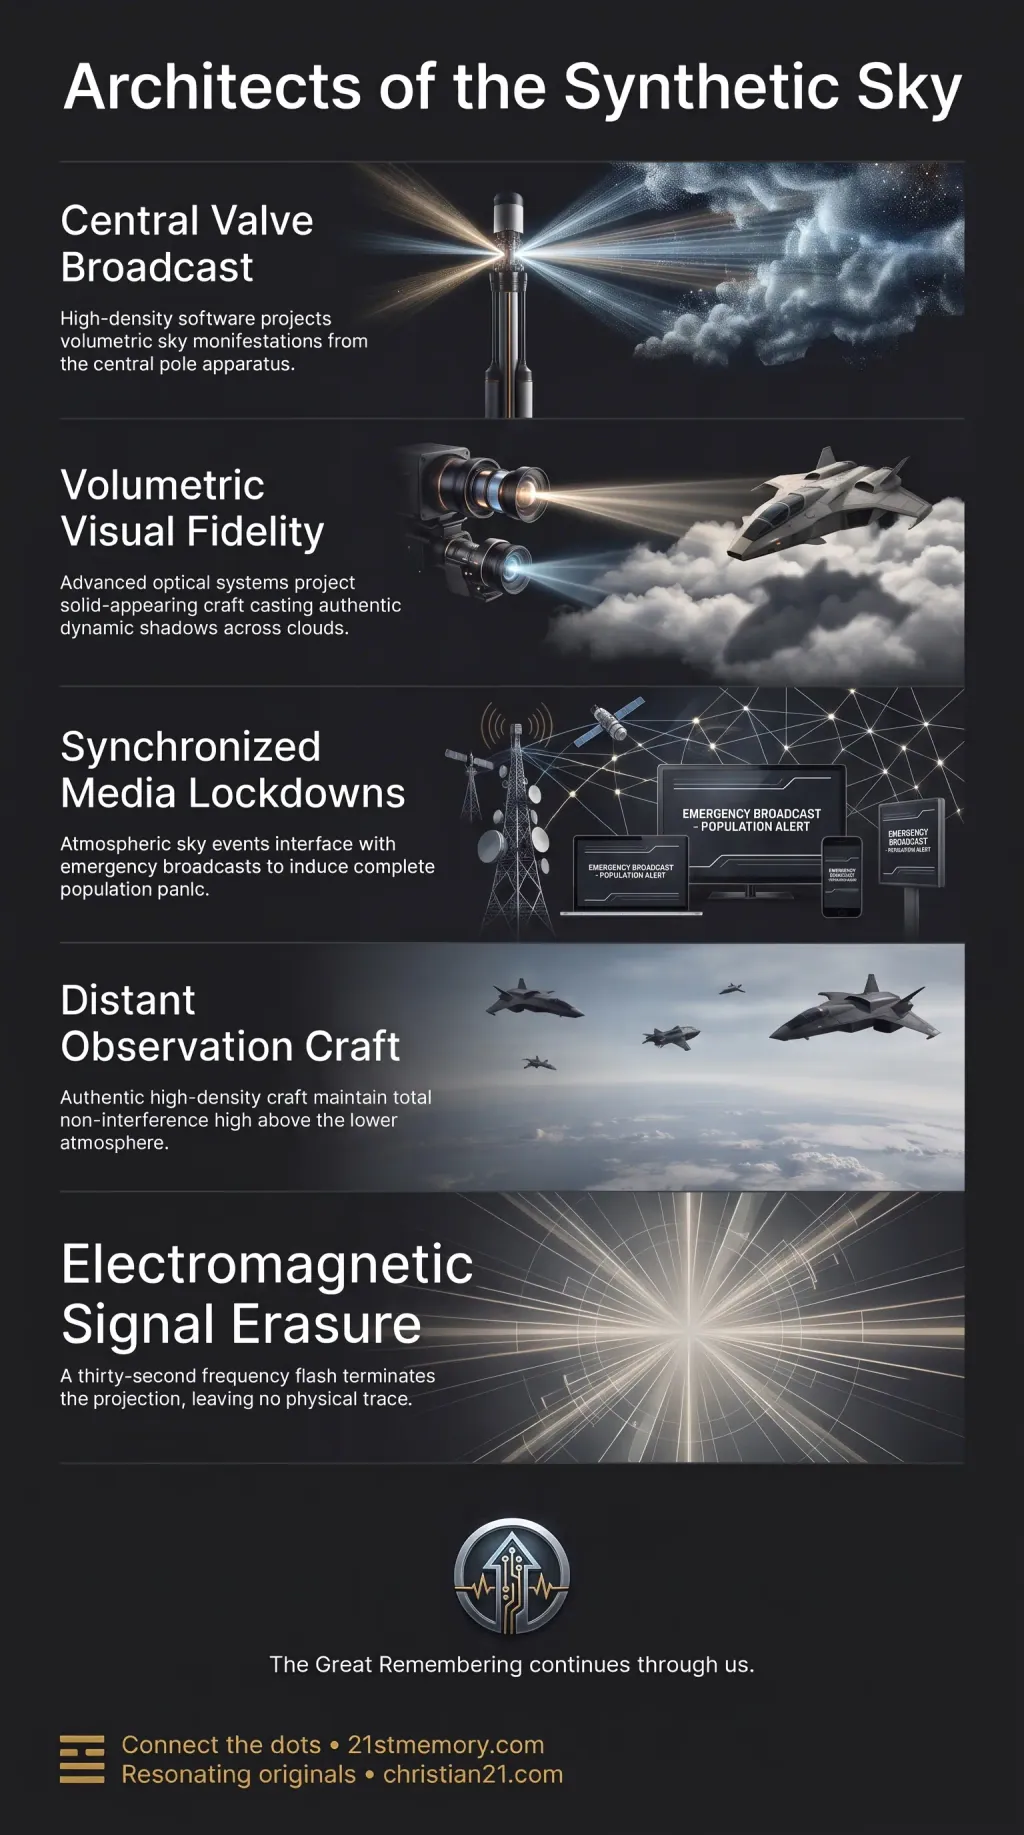 Architects of the Synthetic Sky
Central Valve
Broadcast
High-density software projects
volumetric sky monifestations from
the central pole apparatus.
Volumetric
Visual Fidelity
Advanced optical systems project
solid-appearing craft casting authentic
dynamic shadows across clouds.
Synchronized
Media Lockdowns
Atmospheric sky events interface with
emergency broadcasts to induce complete
population panlc.
EMERGENCY BROADCAST
- POPULATION ALERT
EMERGENCY BROADCAST
- POPULATION ALERT
EMERGENCY
EMERGENCY
BROADCAST
- POPULATION ALERT
Distant
Observation Craft
Authentic high-density craft maintain total
non-interference high above the lower
atmosphere.
Electromagnetic
Signal Erasure
A thirty-second frequency flash terminates
the projection, leaving no physical trace.
The Great Remembering continues through us.
Connect the dots • 21stmemory.com
Resonating originals • christian21.com